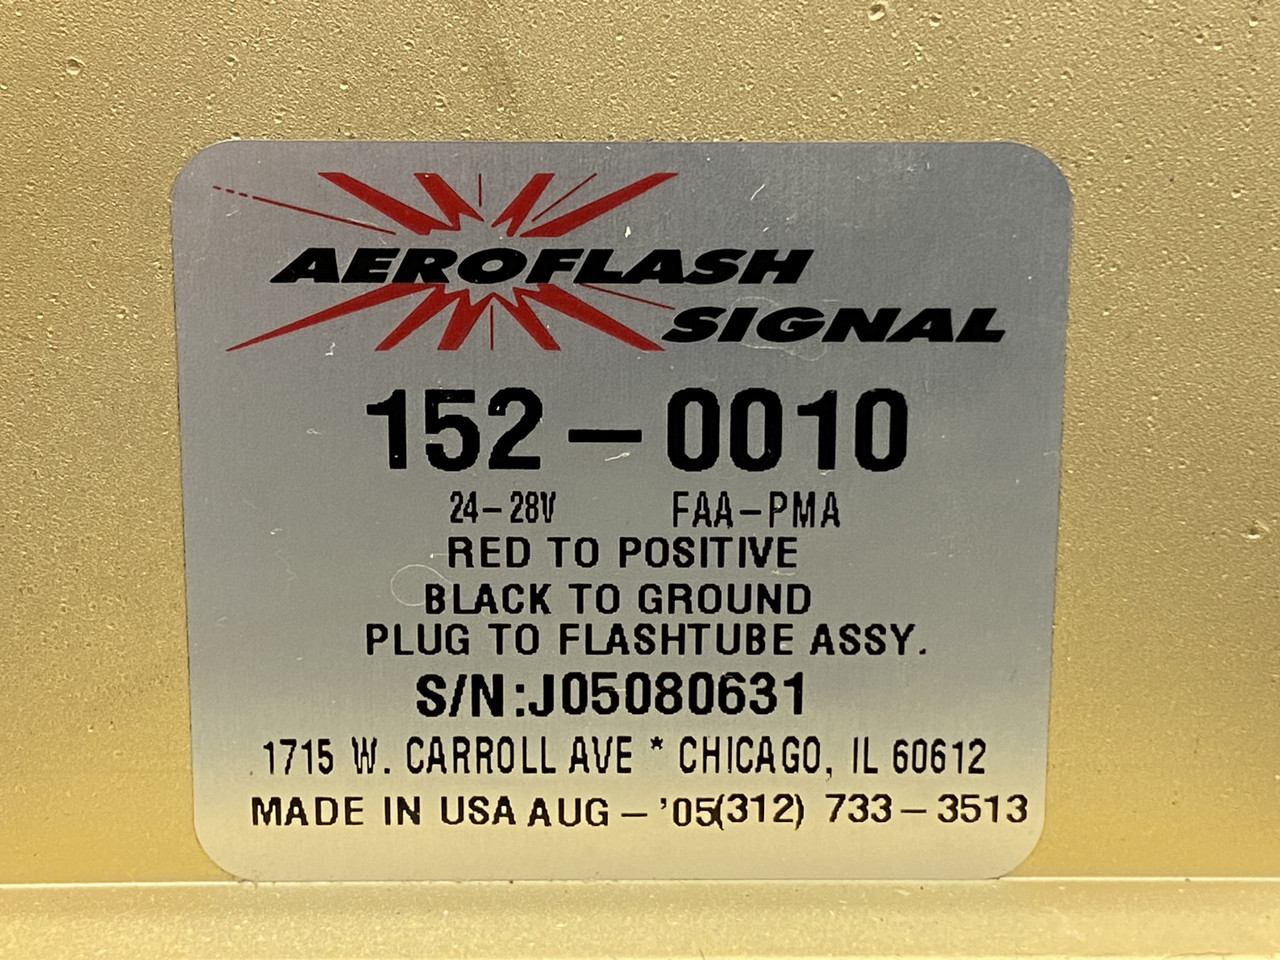 AEROFLASH
SIGNAL
152-0010
24-28V FAA-PMA
RED TO POSITIVE
BLACK TO GROUND
PLUG TO FLASHTUBE ASSY.
S/N:J05080631
1715 W. CARROLL AVE * CHICAGO, IL 60612
MADE IN USA AUG - '05(312) 733-3513